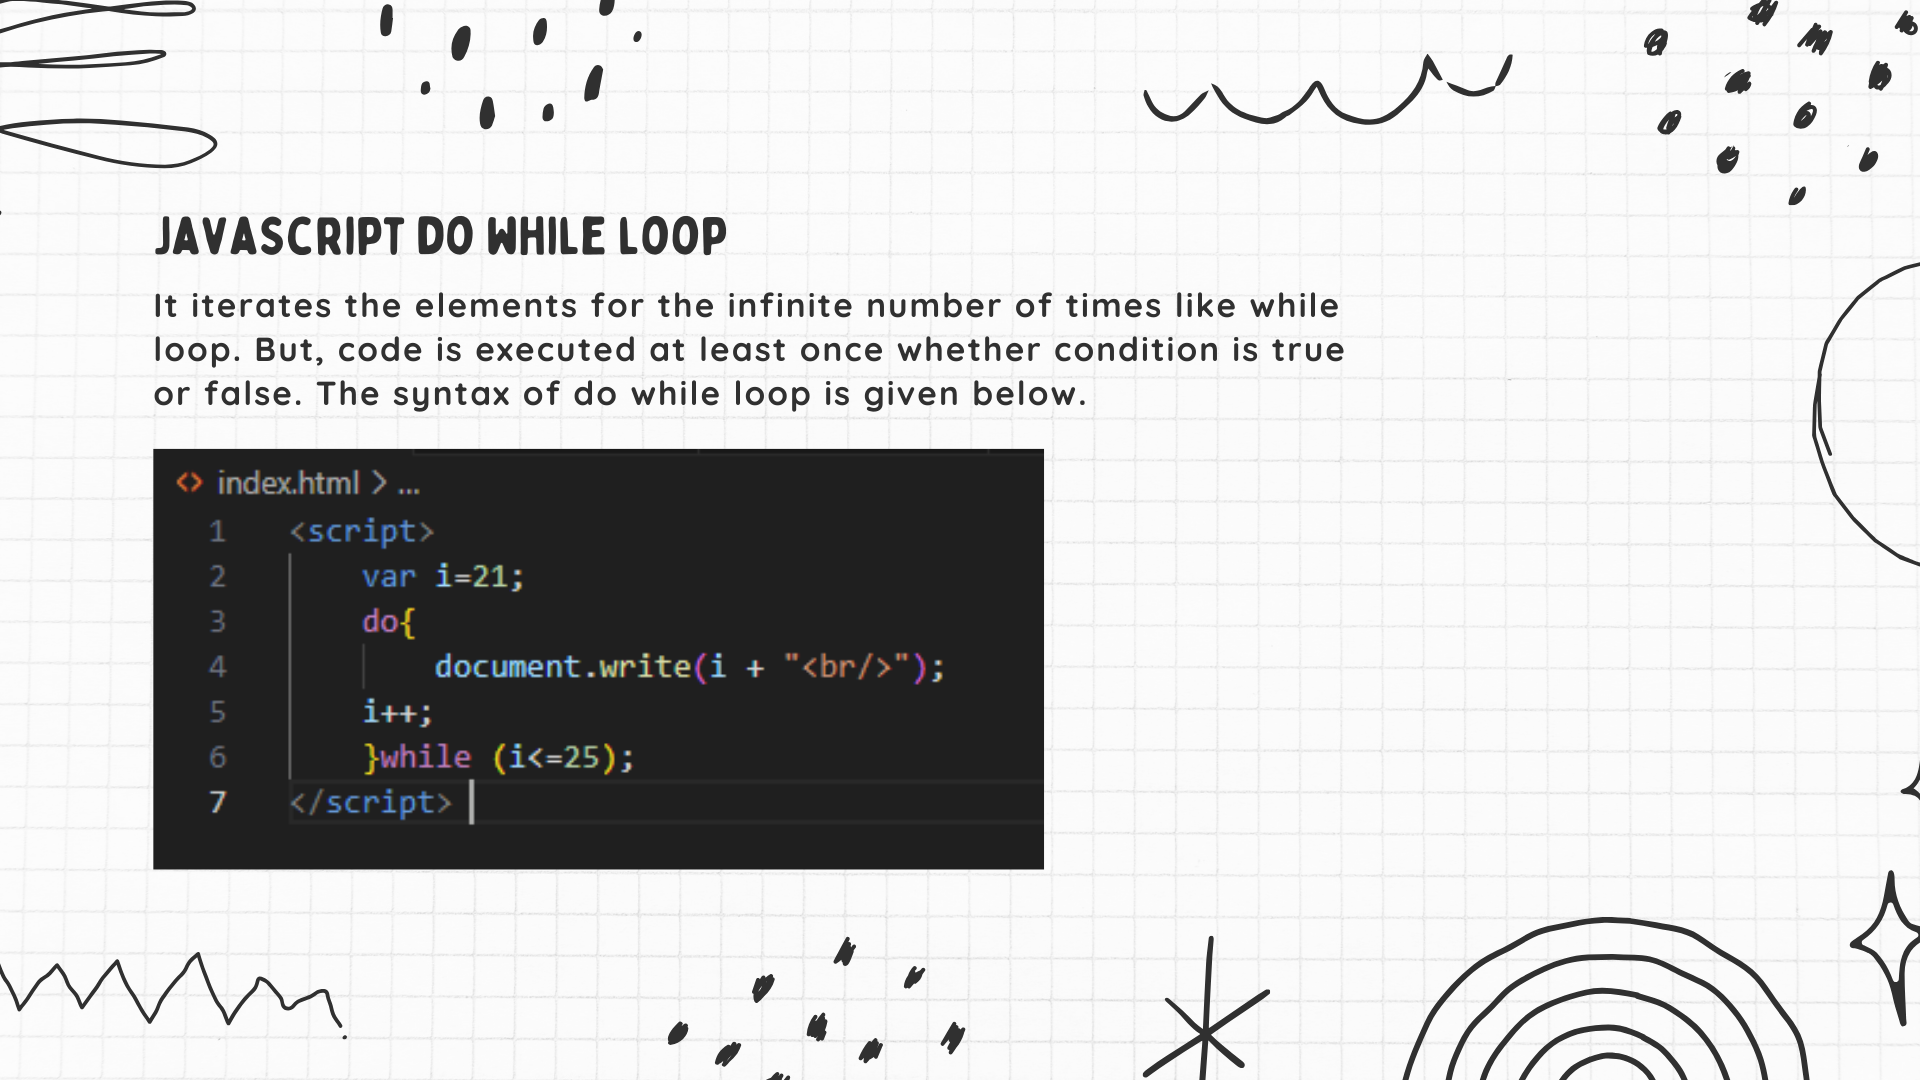 JAVASCRIPT DO WHILE LOOP
It iterates the elements for the infinite number of times like while
loop. But, code is executed at least once whether condition is true
or false. The syntax of do while loop is given below.
<> index.html > ...
1 <script>
2 var i=21;
3 do{
4 document.write(i + "<br/>");
5 i++;
6 }while (i<=25);
7 </script>